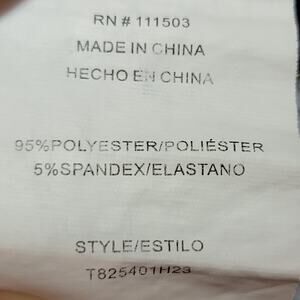 RN # 111503
MADE IN CHINA
HECHO EN CHINA
95%POLYESTER/POLIÉSTER
5%SPANDEX/ELASTANO
STYLE/ESTILO
T825401H23